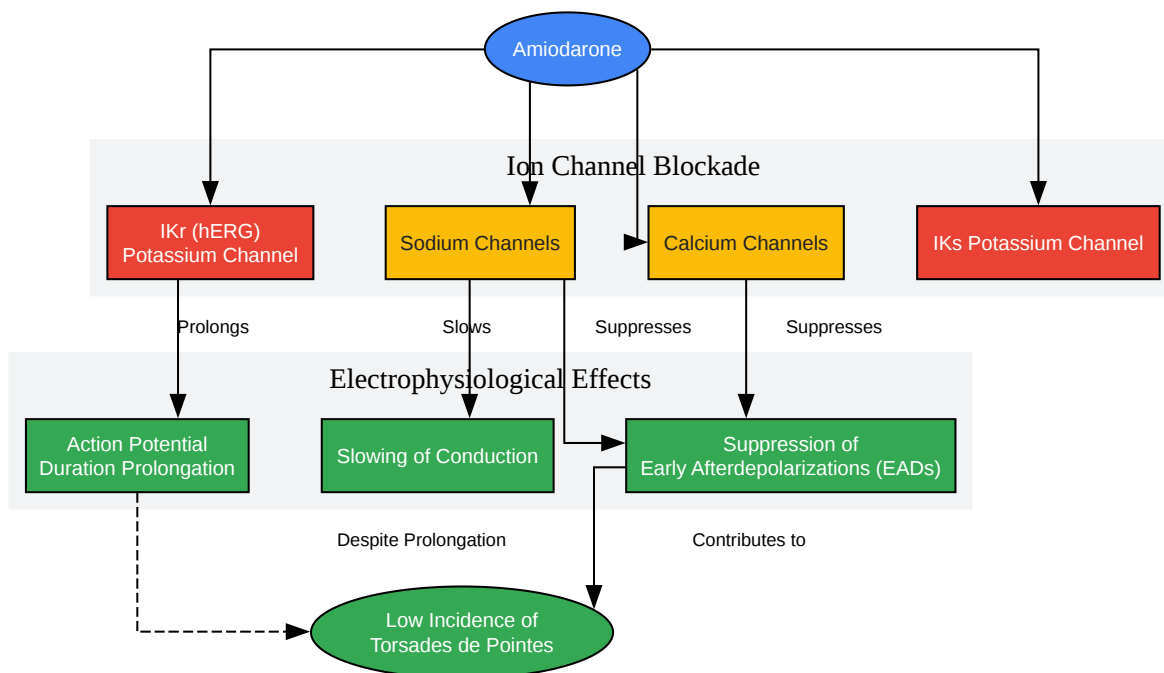 Amiodarone
Ion Channel Blockade
IKr (hERG)
Potassium Channel
Sodium Channels
Calcium Channels
IKs Potassium Channel
Prolongs
Slows
Suppresses
Suppresses
Electrophysiological Effects
Action Potential
Duration Prolongation
Slowing of Conduction
Suppression of
Early Afterdepolarizations (EADs)
Despite Prolongation
Contributes to
Low Incidence of
Torsades de Pointes